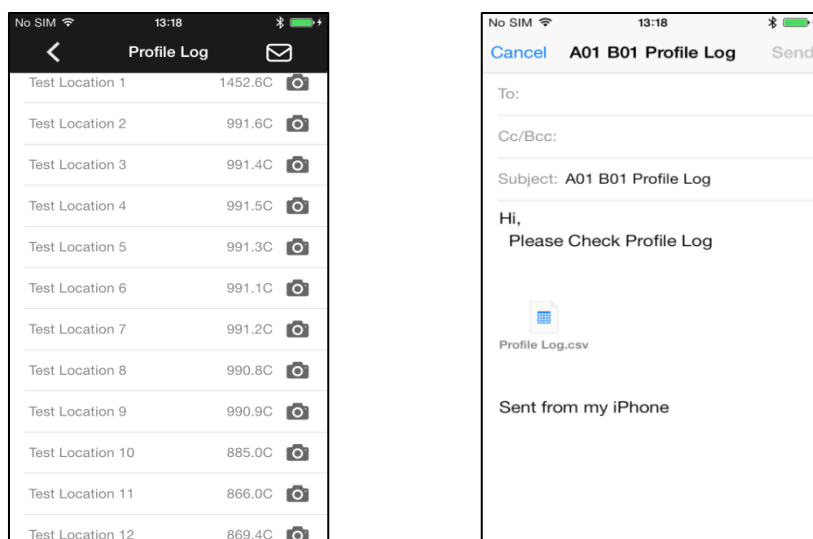 No SIM 13:18
Profile Log
Test Location 1 1452.6C
Test Location 2 991.6C
Test Location 3 991.4C
Test Location 4 991.5C
Test Location 5 991.3C
Test Location 6 991.1C
Test Location 7 991.2C
Test Location 8 990.8C
Test Location 9 990.9C
Test Location 10 885.0C
Test Location 11 866.0C
Test Location 12 869.4C
No SIM 13:18
Cancel A01 B01 Profile Log Send
To:
Cc/Bcc:
Subject: A01 B01 Profile Log
Hi,
Please Check Profile Log
Profile Log.csv
Sent from my iPhone